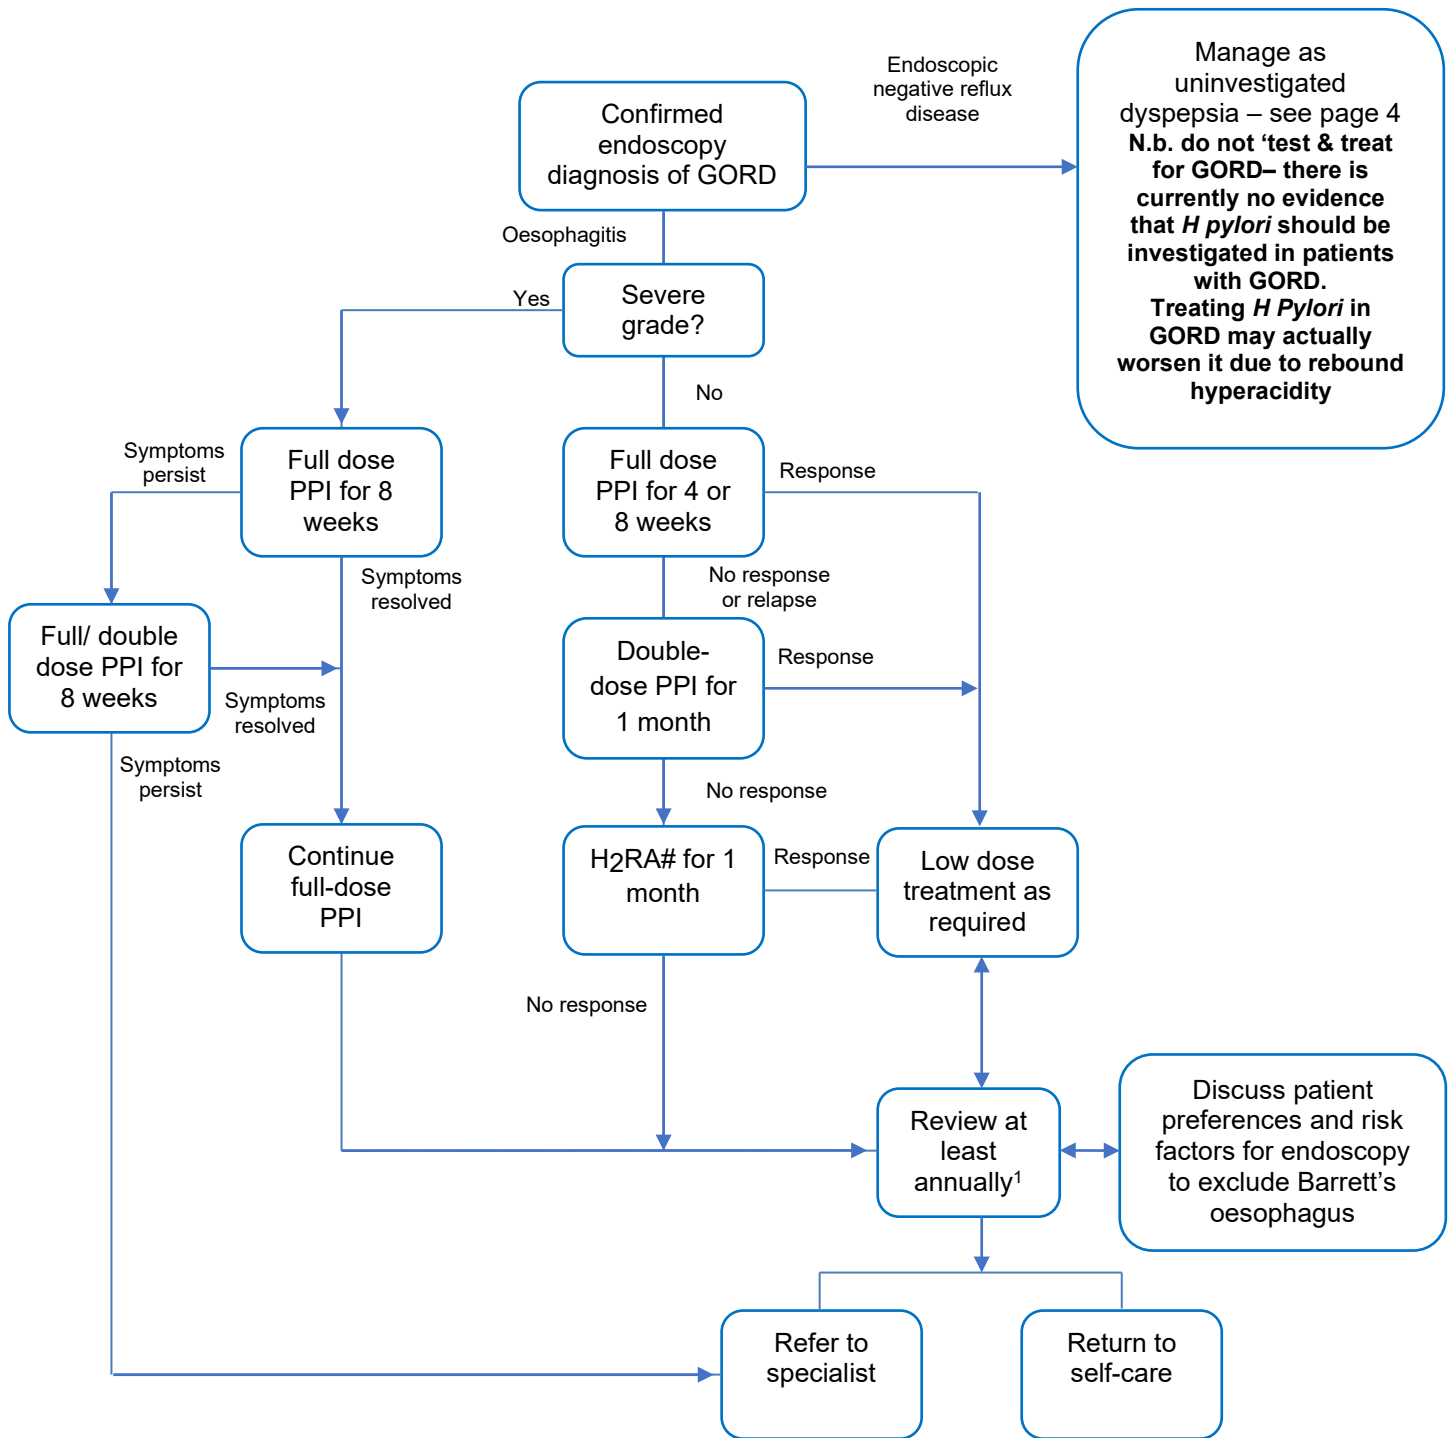 Endoscopic
negative reflux
disease
Manage as
uninvestigated
dyspepsia – see page 4
N.b. do not ‘test & treat
for GORD– there is
currently no evidence
that H pylori should be
investigated in patients
with GORD.
Treating H Pylori in
GORD may actually
worsen it due to rebound
hyperacidity
Confirmed
endoscopy
diagnosis of GORD
Oesophagitis
Severe
grade?
Yes
No
Symptoms
persist
Full dose
PPI for 8
weeks
Full dose
PPI for 4 or
8 weeks
Response
Symptoms
resolved
No response
or relapse
Full/ double
dose PPI for
8 weeks
Symptoms
resolved
Double-
dose PPI for
1 month
Response
Symptoms
persist
No response
Continue
full-dose
PPI
H2RA# for 1
month
Response
Low dose
treatment as
required
No response
Review at
least
annually1
Discuss patient
preferences and risk
factors for endoscopy
to exclude Barrett’s
oesophagus
Refer to
specialist
Return to
self-care